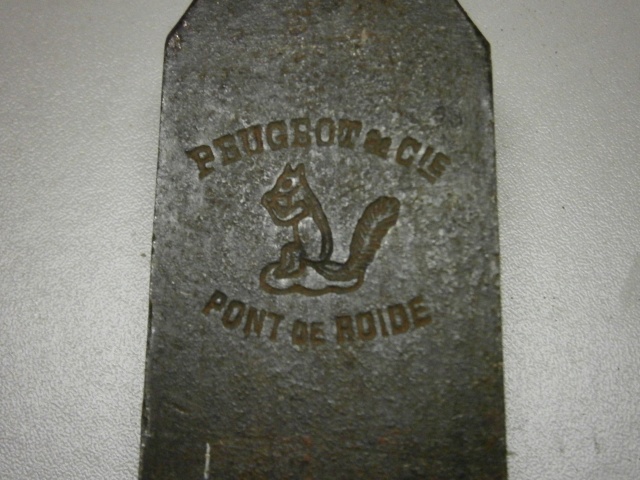 PEUGEOT & CIE
PONT DE ROIDE